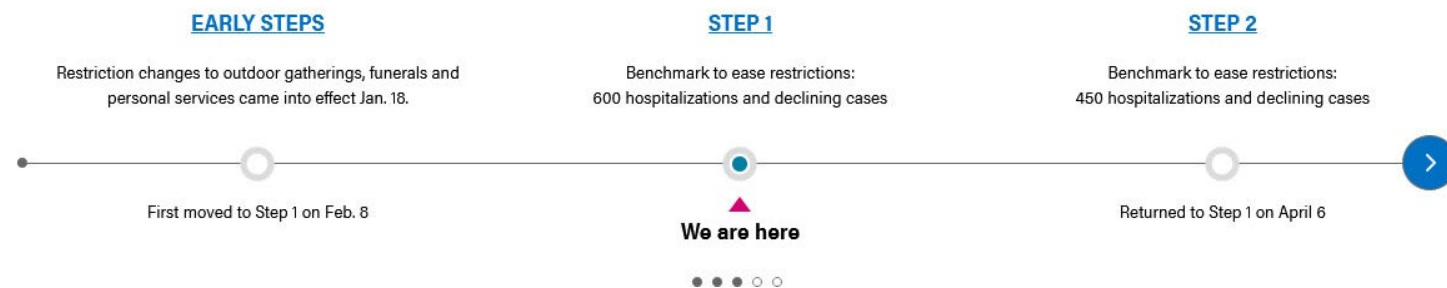 EARLY STEPS
Restriction changes to outdoor gatherings, funerals and
personal services came into effect Jan. 18.
First moved to Step 1 on Feb. 8
STEP 1
Benchmark to ease restrictions:
600 hospitalizations and declining cases
We are here
STEP 2
Benchmark to ease restrictions:
450 hospitalizations and declining cases
Returned to Step 1 on April 6